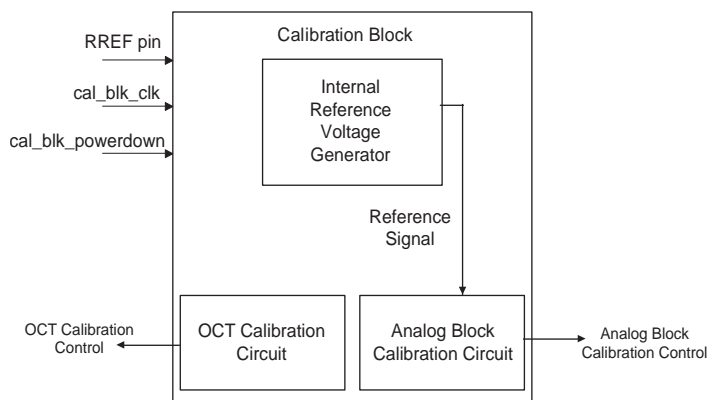 Calibration Block
RREF pin
cal_blk_clk
cal_blk_powerdown
Internal
Reference
Voltage
Generator
Reference
Signal
OCT Calibration
Control
OCT Calibration
Circuit
Analog Block
Calibration Circuit
Analog Block
Calibration Control